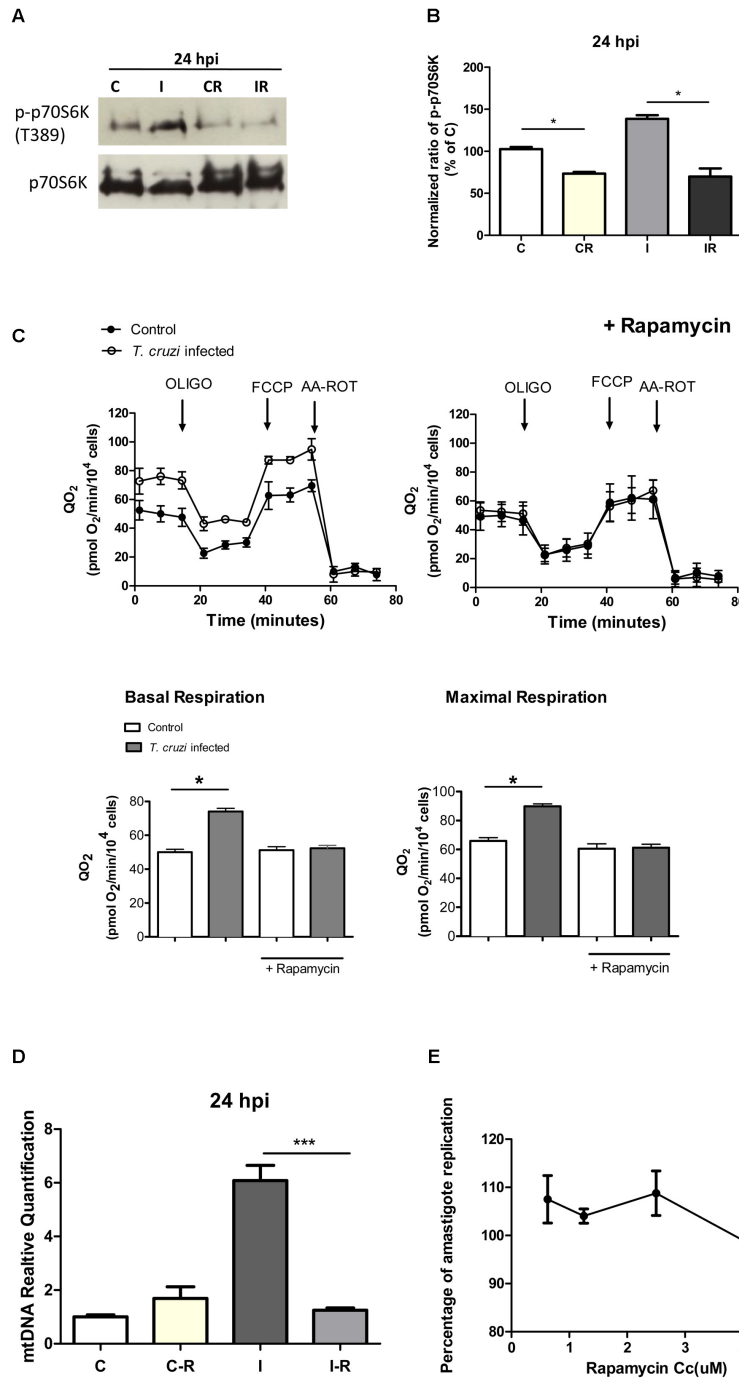 A
24 hpi
C I CR IR
p-p70S6K
(T389)
p70S6K
B
24 hpi
Normalized ratio of p-p70S6K
(% of C)
200
150
100
50
0
*
*
C CR I IR
C
Control
T. cruzi infected
+ Rapamycin
OLIGO
FCCP
AA-ROT
QO2
(pmol O2/min/10^4 cells)
120
100
80
60
40
20
0
0 20 40 60 80
Time (minutes)
OLIGO
FCCP
AA-ROT
QO2
(pmol O2/min/10^4 cells)
120
100
80
60
40
20
0
0 20 40 60 80
Time (minutes)
Basal Respiration
Control
T. cruzi infected
*
QO2
(pmol O2/min/10^4 cells)
80
60
40
20
0
+ Rapamycin
Maximal Respiration
*
QO2
(pmol O2/min/10^4 cells)
100
80
60
40
20
0
+ Rapamycin
D
24 hpi
mtDNA Realtive Quantification
8
6
4
2
0
***
C C-R I I-R
E
Percentage of amastigote replication
120
110
100
90
80
0 1 2 3
Rapamycin Cc(uM)